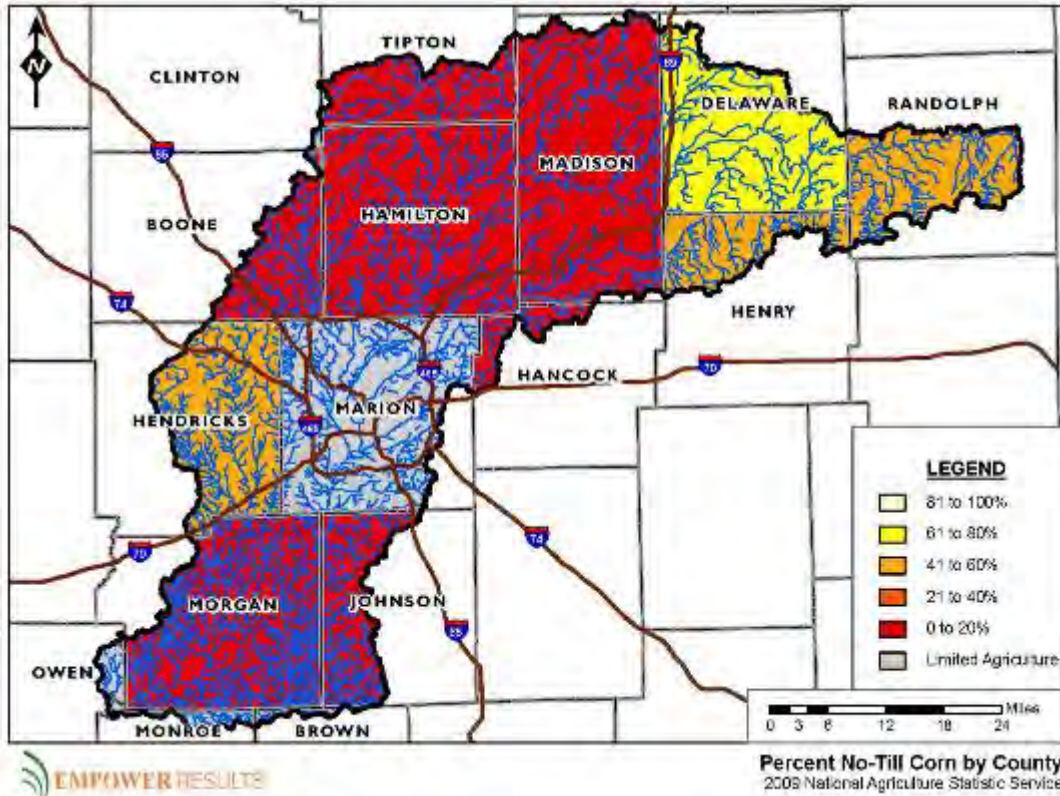 N
TIPTON
CLINTON
69
DELAWARE
RANDOLPH
65
MADISON
HAMILTON
BOONE
74
HENRY
70
HANCOCK
465
MARION
HENDRICKS
465
LEGEND
81 to 100%
61 to 80%
41 to 60%
21 to 40%
0 to 20%
Limited Agriculture
74
70
MORGAN
JOHNSON
65
OWEN
MONROE
BROWN
Miles
0 3 6 12 18 24
EMPOWER RESULTS
Percent No-Till Corn by County
2009 National Agriculture Statistic Service